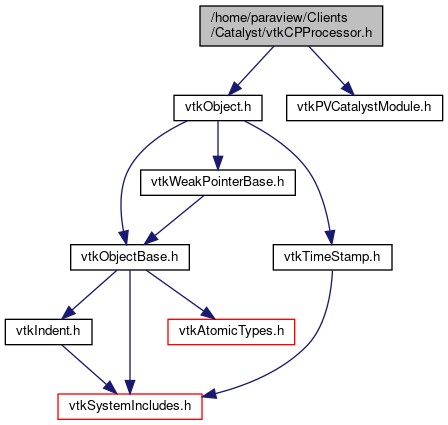 /home/paraview/Clients
/Catalyst/vtkCPProcessor.h
vtkObject.h
vtkPVCatalystModule.h
vtkWeakPointerBase.h
vtkObjectBase.h
vtkTimeStamp.h
vtkIndent.h
vtkAtomicTypes.h
vtkSystemIncludes.h